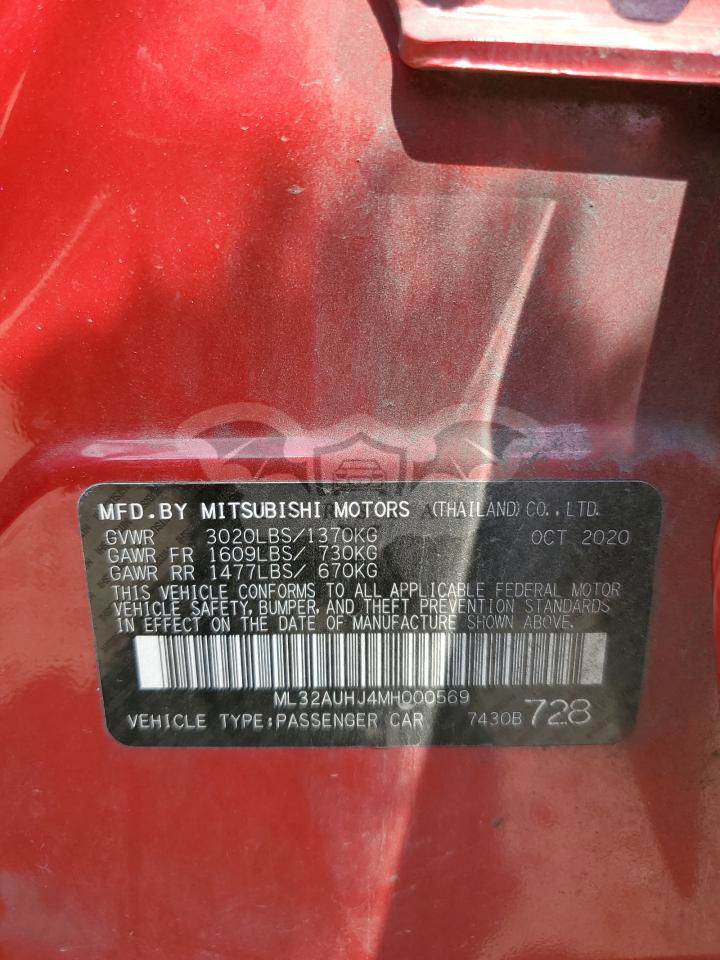 MFD.BY MITSUBISHI MOTORS (THAILAND)CO.,LTD.
GVWR 3020LBS/1370KG OCT 2020
GAWR FR 1609LBS/ 730KG
GAWR RR 1477LBS/ 670KG
THIS VEHICLE CONFORMS TO ALL APPLICABLE FEDERAL MOTOR
VEHICLE SAFETY, BUMPER, AND THEFT PREVENTION STANDARDS
IN EFFECT ON THE DATE OF MANUFACTURE SHOWN ABOVE.
ML32AUHJ4MH000569
VEHICLE TYPE;PASSENGER CAR 7430B 728